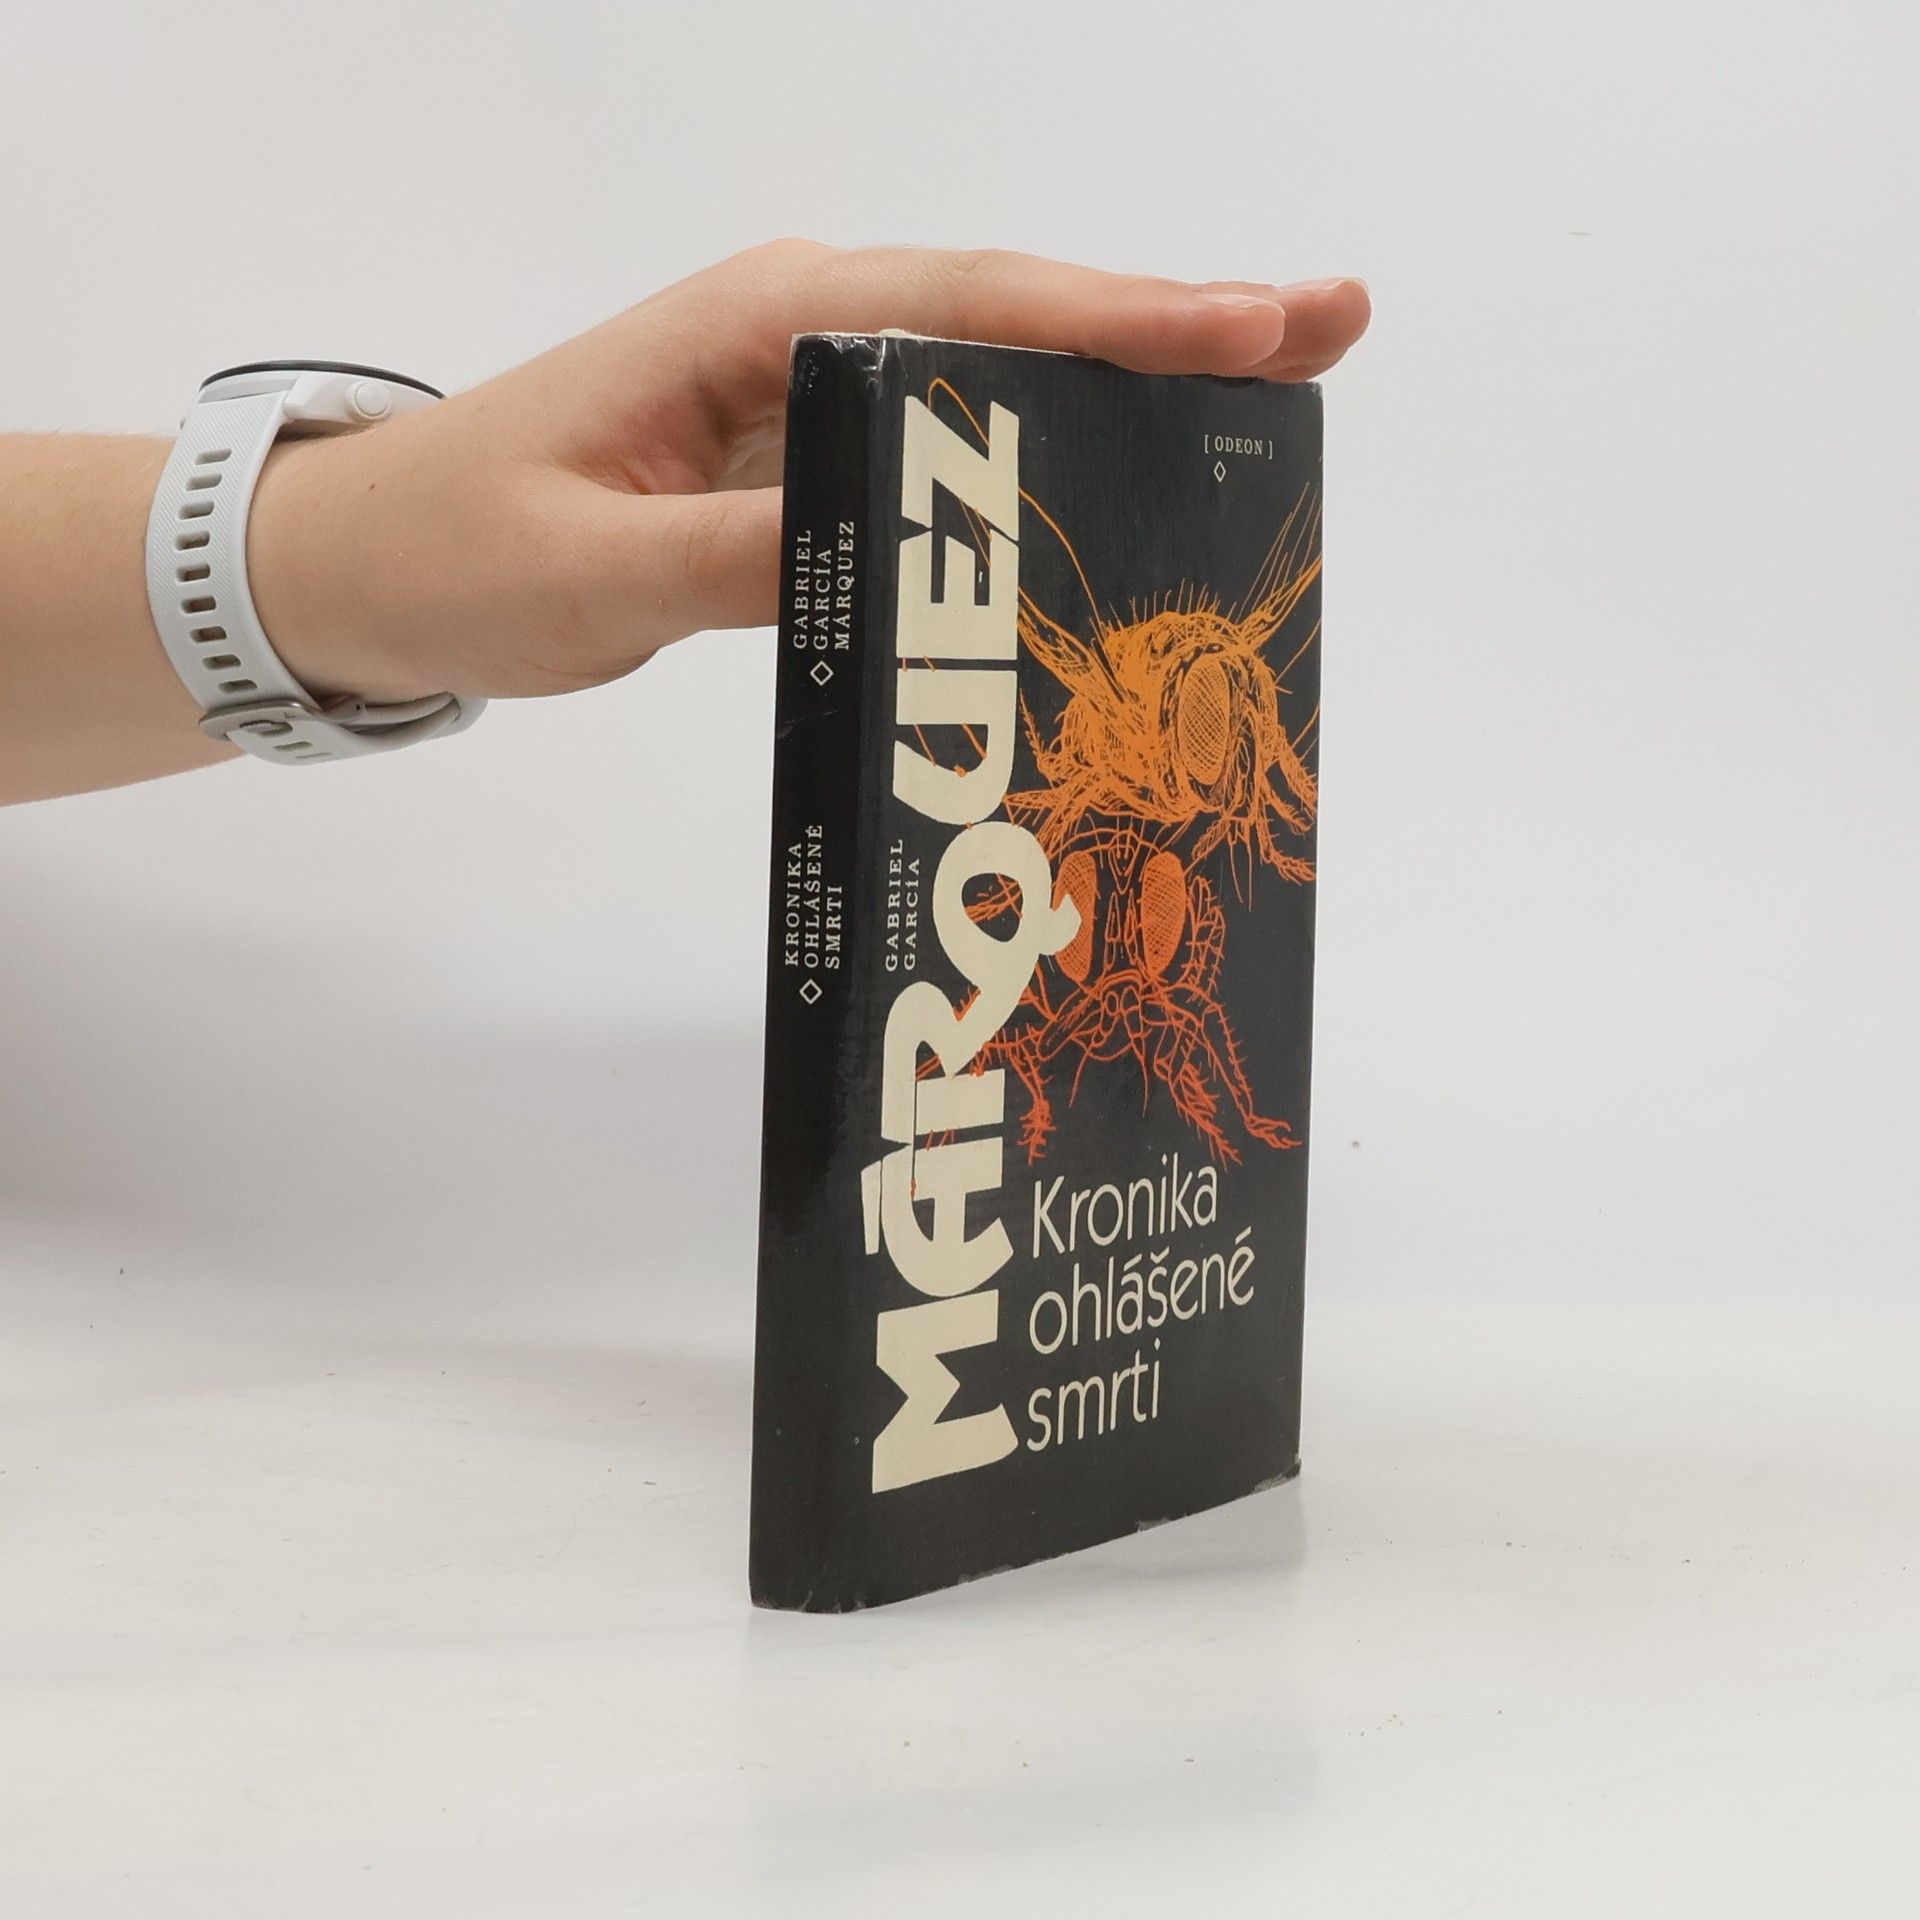 GABRIEL
GARCÍA
MÁRQUEZ
KRONIKA
OHLÁŠENÉ
SMRTI
[ ODEON ]
GABRIEL
GARCÍA
MÁRQUEZ
Kronika
ohlášené
smrti